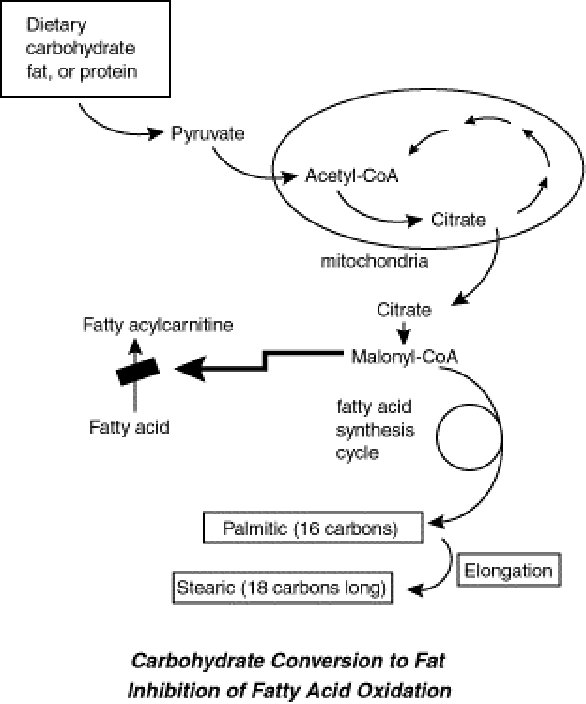 Dietary
carbohydrate
fat, or protein
Pyruvate
Acetyl-CoA
Citrate
mitochondria
Citrate
Fatty acylcarnitine
Malonyl-CoA
Fatty acid
fatty acid
synthesis
cycle
Palmitic (16 carbons)
Elongation
Stearic (18 carbons long)
Carbohydrate Conversion to Fat
Inhibition of Fatty Acid Oxidation